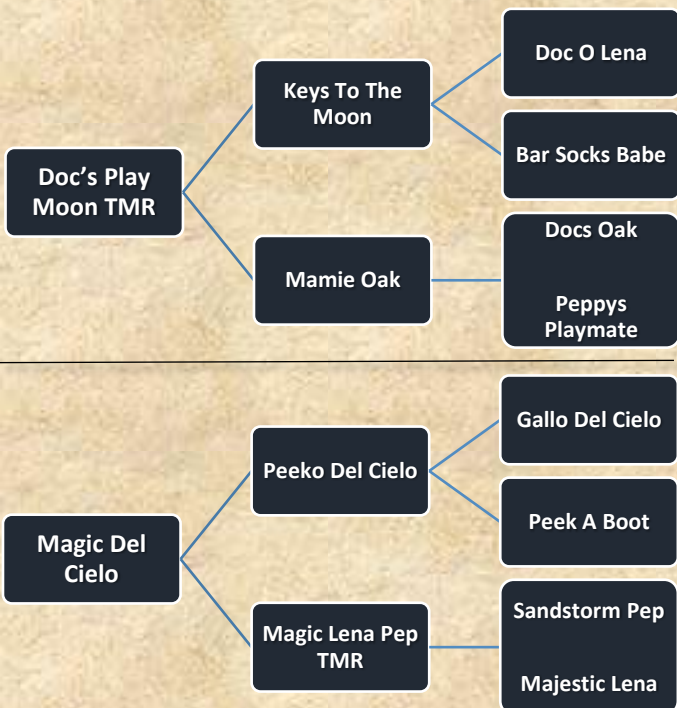 Doc's Play
Moon TMR
Keys To The
Moon
Doc O Lena
Bar Socks Babe
Mamie Oak
Docs Oak
Peppys
Playmate
Magic Del
Cielo
Peeko Del Cielo
Gallo Del Cielo
Peek A Boot
Magic Lena Pep
TMR
Sandstorm Pep
Majestic Lena